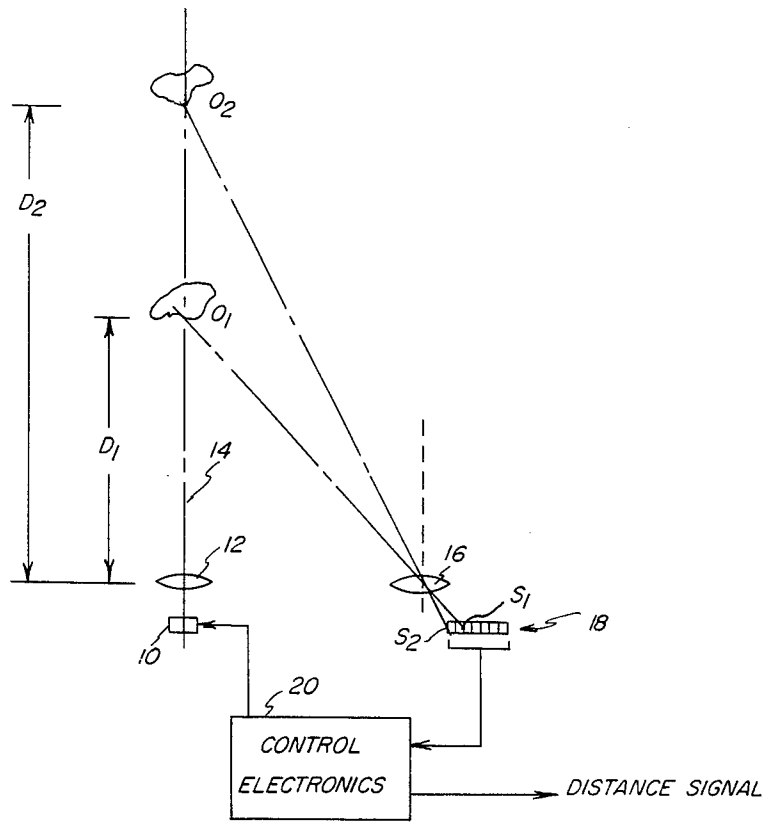 O2
D2
O1
D1
14
12
16
S1
S2
18
10
20
CONTROL
ELECTRONICS
DISTANCE SIGNAL